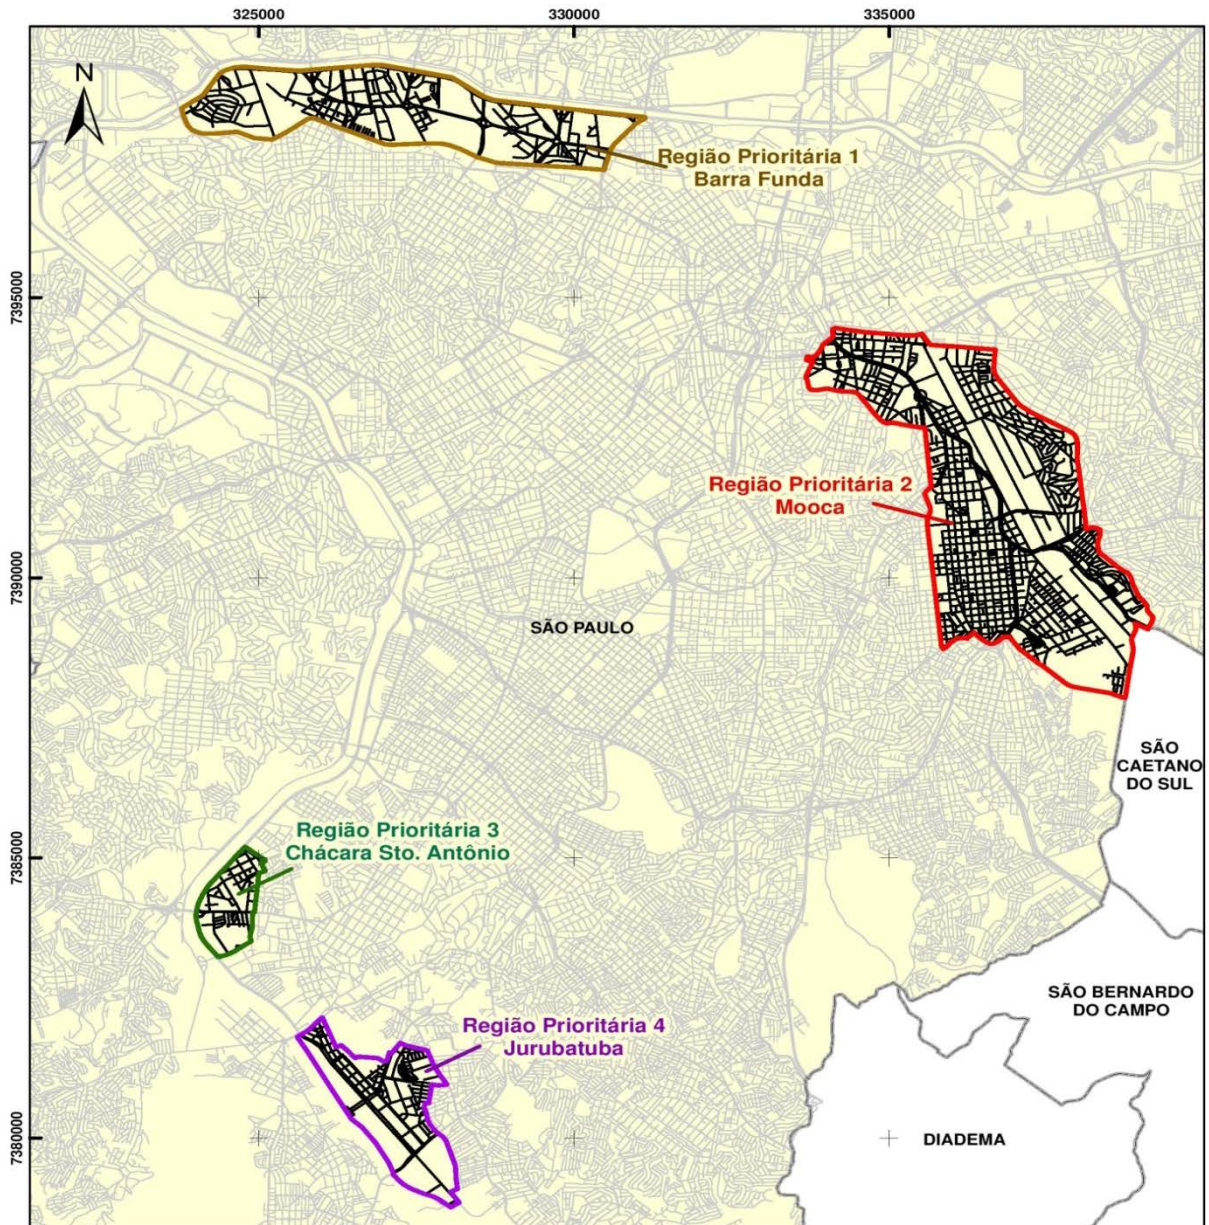 325000
330000
335000
N
Região Prioritária 1
Barra Funda
7395000
Região Prioritária 2
Mooca
7390000
SÃO PAULO
SÃO
CAETANO
DO SUL
Região Prioritária 3
Chácara Sto. Antônio
7385000
SÃO BERNARDO
DO CAMPO
Região Prioritária 4
Jurubatuba
7380000
DIADEMA